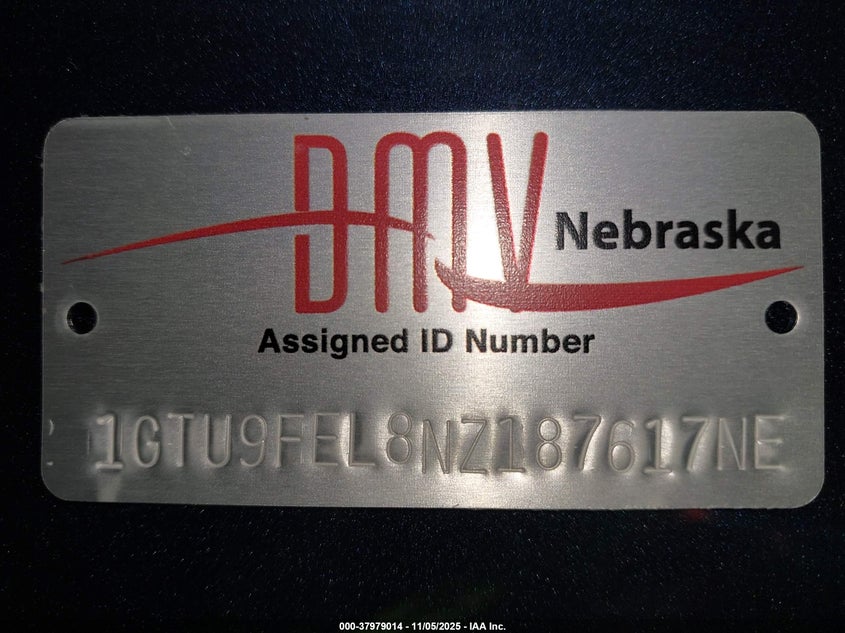 DMV Nebraska
Assigned ID Number
1GTU9FEL8NZ187617NE
000-37979014 - 11/05/2025 - IAA Inc.